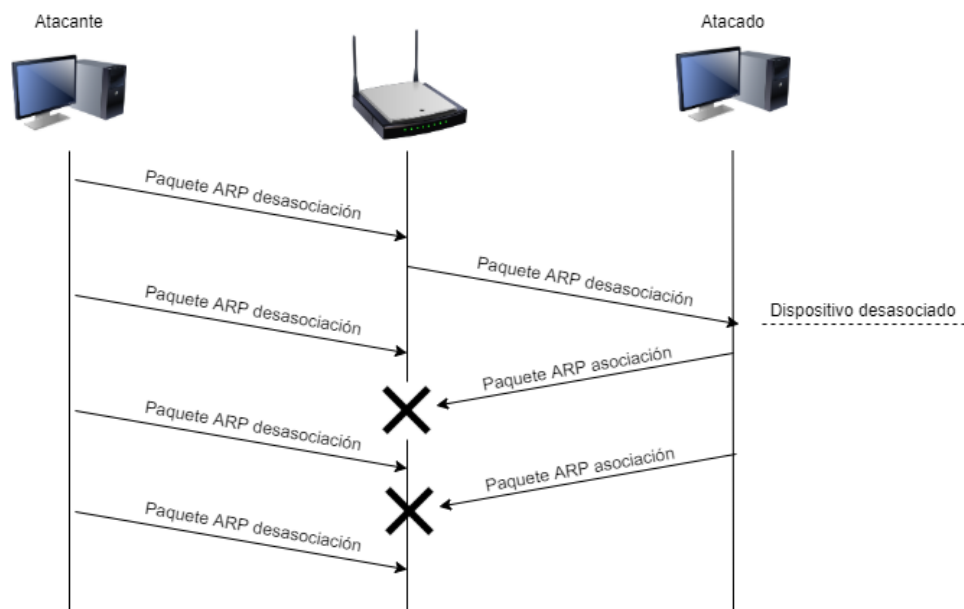 Atacante
Atacado
Paquete ARP desasociación
Paquete ARP desasociación
Dispositivo desasociado
Paquete ARP desasociación
Paquete ARP asociación
Paquete ARP desasociación
Paquete ARP asociación
Paquete ARP desasociación